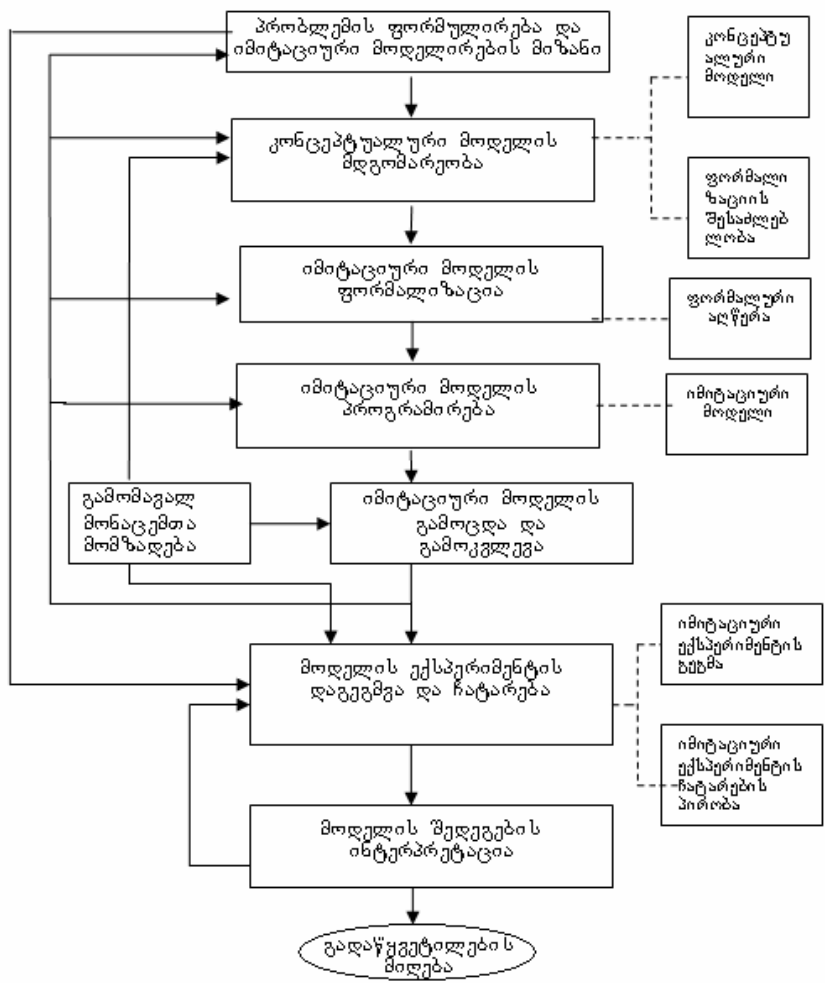 პრობლემის ფორმულირება და
იმიტაციური მოდელირების მიზანი
კონცეპტუ
ალური
მოდელი
კონცეპტუალური მოდელის
მდგომარეობა
ფორმალი
ზაციის
შესაძლებ
ლობა
იმიტაციური მოდელის
ფორმალიზაცია
ფორმალური
აღწერა
იმიტაციური მოდელის
პროგრამირება
იმიტაციური
მოდელი
გამომავალ
მონაცემთა
მომზადება
იმიტაციური მოდელის
გამოცდა და
გამოკვლევა
იმიტაციური
ექსპერიმენტის
გეგმა
მოდელის ექსპერიმენტის
დაგეგმვა და ჩატარება
იმიტაციური
ექსპერიმენტის
ჩატარების
პირობა
მოდელის შედეგების
ინტერპრეტაცია
გადაწყვეტილების
მიღება